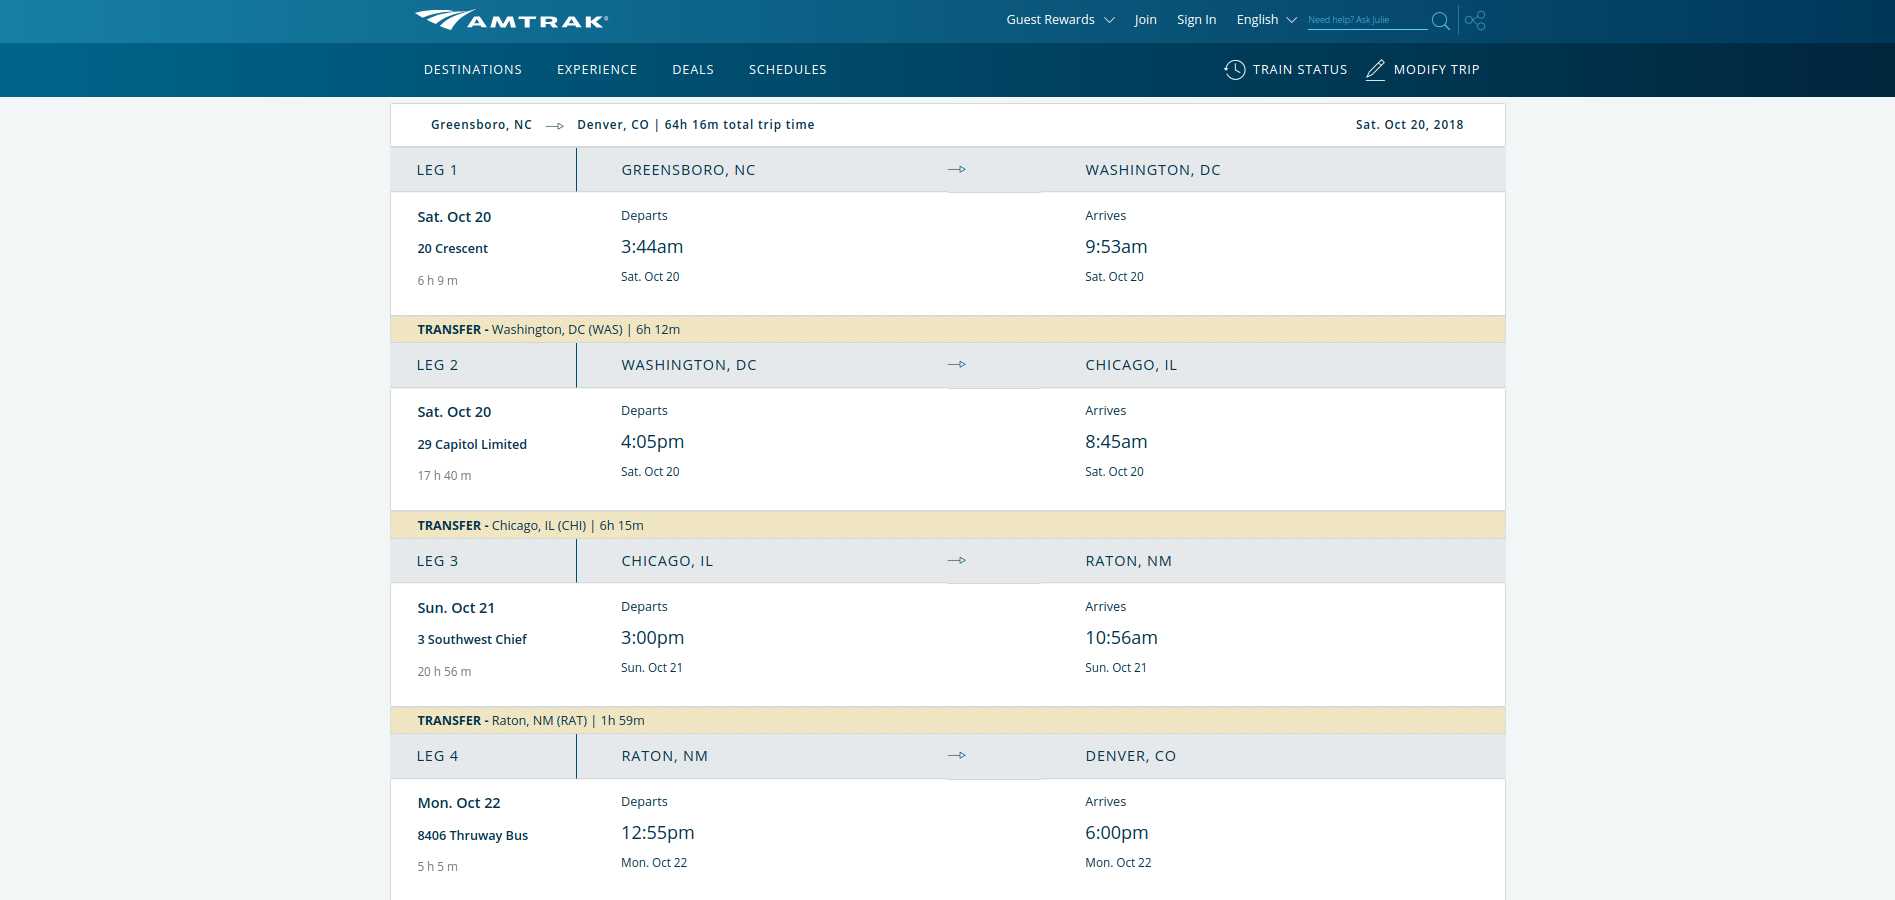 AMTRAK
Guest Rewards Join Sign In English Need help? Ask Julie
DESTINATIONS EXPERIENCE DEALS SCHEDULES TRAIN STATUS MODIFY TRIP
Greensboro, NC Denver, CO | 64h 16m total trip time Sat. Oct 20, 2018
LEG 1 GREENSBORO, NC WASHINGTON, DC
Sat. Oct 20 Departs Arrives
20 Crescent 3:44am 9:53am
6 h 9 m Sat. Oct 20 Sat. Oct 20
TRANSFER - Washington, DC (WAS) | 6h 12m
LEG 2 WASHINGTON, DC CHICAGO, IL
Sat. Oct 20 Departs Arrives
29 Capitol Limited 4:05pm 8:45am
17 h 40 m Sat. Oct 20 Sat. Oct 20
TRANSFER - Chicago, IL (CHI) | 6h 15m
LEG 3 CHICAGO, IL RATON, NM
Sun. Oct 21 Departs Arrives
3 Southwest Chief 3:00pm 10:56am
20 h 56 m Sun. Oct 21 Sun. Oct 21
TRANSFER - Raton, NM (RAT) | 1h 59m
LEG 4 RATON, NM DENVER, CO
Mon. Oct 22 Departs Arrives
8406 Thruway Bus 12:55pm 6:00pm
5 h 5 m Mon. Oct 22 Mon. Oct 22